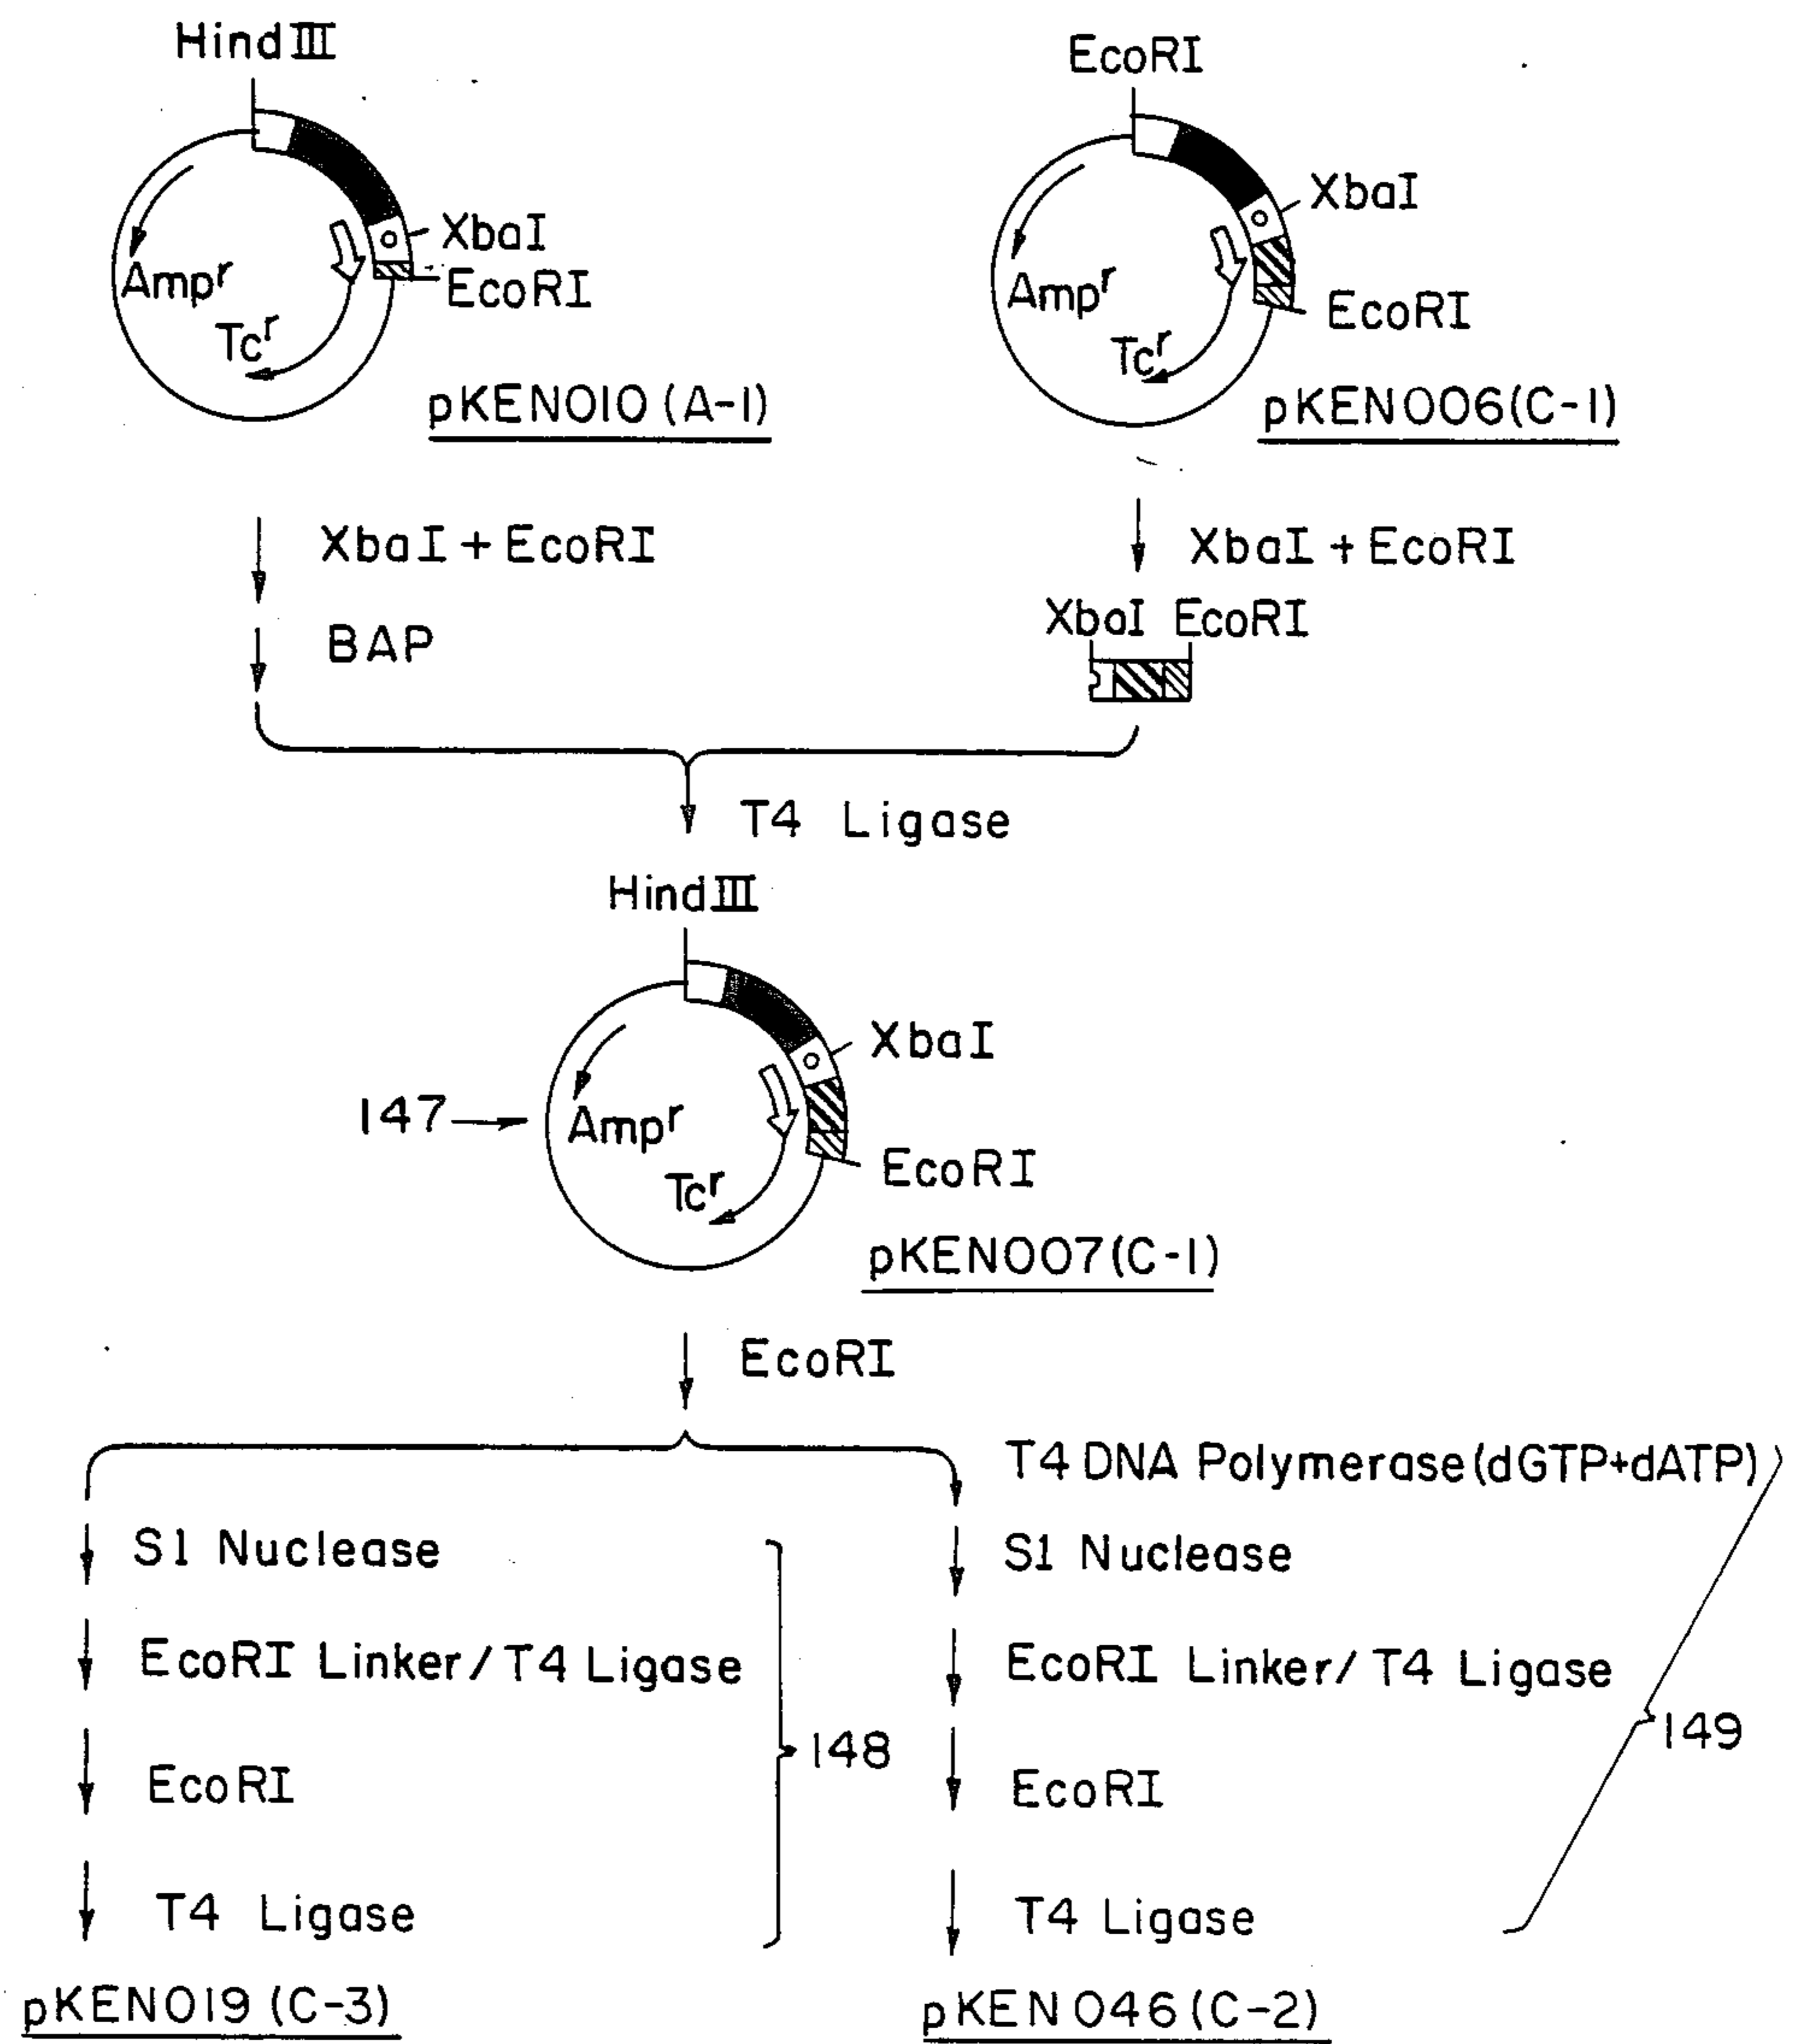 HindIII
XbaI
EcoRI
Ampʳ
Tcʳ
pKEN010 (A-1)
EcoRI
XbaI
EcoRI
Ampʳ
Tcʳ
pKEN006(C-1)
XbaI + EcoRI
BAP
XbaI + EcoRI
XbaI EcoRI
T4 Ligase
HindIII
XbaI
147
Ampʳ
EcoRI
Tcʳ
pKEN007(C-1)
EcoRI
S1 Nuclease
EcoRI Linker/T4 Ligase
EcoRI
T4 Ligase
148
pKEN019 (C-3)
T4 DNA Polymerase(dGTP+dATP)
S1 Nuclease
EcoRI Linker/T4 Ligase
EcoRI
T4 Ligase
149
pKEN046(C-2)